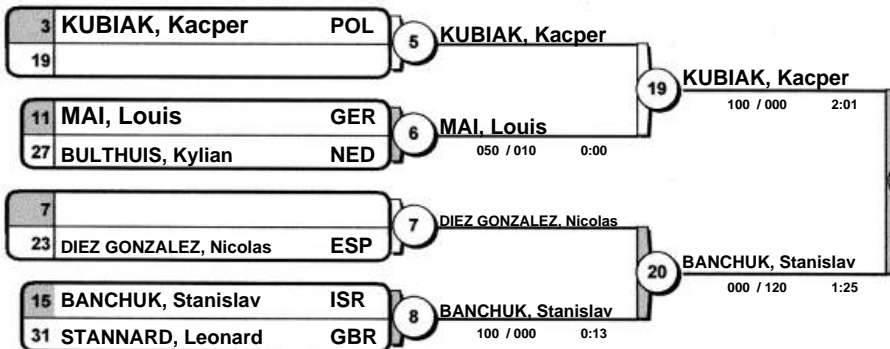 3 KUBIAK, Kacper POL
19
5 KUBIAK, Kacper
19 KUBIAK, Kacper
100 / 000 2:01
11 MAI, Louis GER
27 BULTHUIS, Kylian NED
6 MAI, Louis
050 / 010 0:00
7
23 DIEZ GONZALEZ, Nicolas ESP
7 DIEZ GONZALEZ, Nicolas
20 BANCHUK, Stanislav
000 / 120 1:25
15 BANCHUK, Stanislav ISR
31 STANNARD, Leonard GBR
8 BANCHUK, Stanislav
100 / 000 0:13